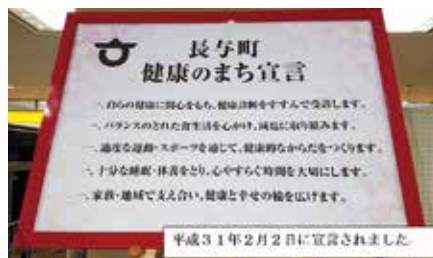 長与町
健康のまち宣言
一、自らの健康に関心をもち、健康診断をすすんで受診します。
一、バランスのとれた食生活を心がけ、減塩に取り組みます。
一、適度な運動・スポーツを通じて、健康的なからだをつくります。
一、十分な睡眠・休養をとり、心やすらぐ時間を大切にします。
一、家族・地域で支え合い、健康と幸せの輪を広げます。
平成31年2月2日に宣言されました